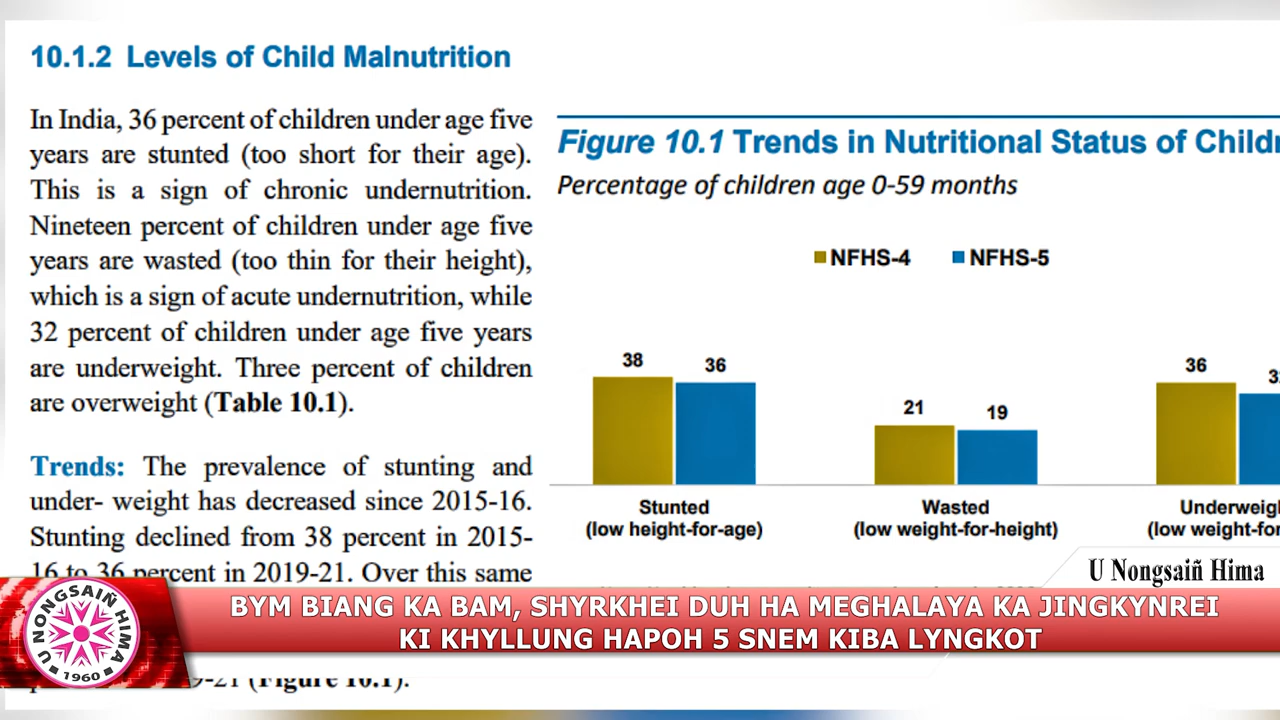 10.1.2 Levels of Child Malnutrition
In India, 36 percent of children under age five
years are stunted (too short for their age).
This is a sign of chronic undernutrition.
Nineteen percent of children under age five
years are wasted (too thin for their height),
which is a sign of acute undernutrition, while
32 percent of children under age five years
are underweight. Three percent of children
are overweight (Table 10.1).
Trends: The prevalence of stunting and
under- weight has decreased since 2015-16.
Stunting declined from 38 percent in 2015-
16 to 36 percent in 2019-21. Over this same
(Figure 10.1).
Figure 10.1 Trends in Nutritional Status of
Percentage of children age 0-59 months
NFHS-4 NFHS-5
38 36
21 19
36
Stunted
(low height-for-age)
Wasted
(low weight-for-height)
U Nongsaiñ Hima
BYM BIANG KA BAM, SHYRKHEI DUH HA MEGHALAYA KA JINGKYNREI
KI KHYLLUNG HAPOH 5 SNEM KIBA LYNGKOT
U NONGSAIÑ HIMA
1960